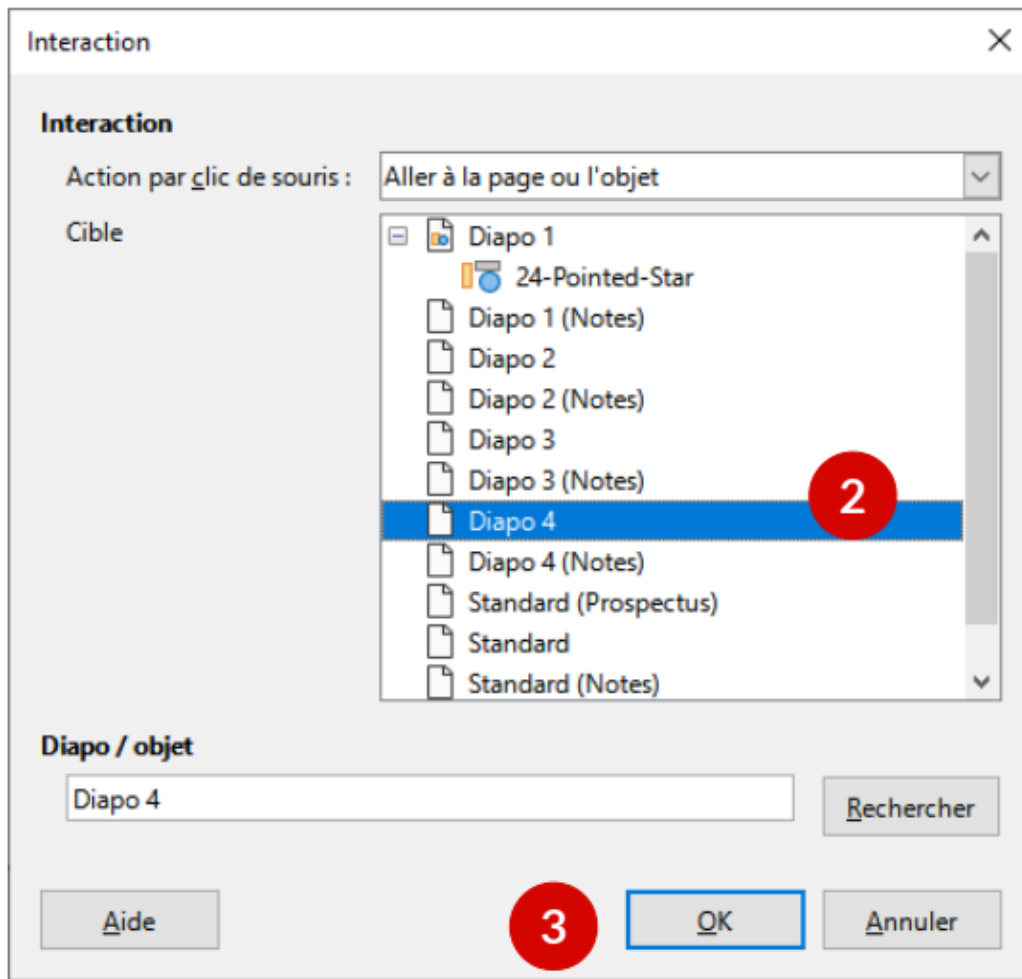 Interaction
Interaction
Action par clic de souris : Aller à la page ou l'objet
Cible
Diapo 1
24-Pointed-Star
Diapo 1 (Notes)
Diapo 2
Diapo 2 (Notes)
Diapo 3
Diapo 3 (Notes)
2
Diapo 4
Diapo 4 (Notes)
Standard (Prospectus)
Standard
Standard (Notes)
Diapo / objet
Diapo 4
Rechercher
Aide
3
OK
Annuler